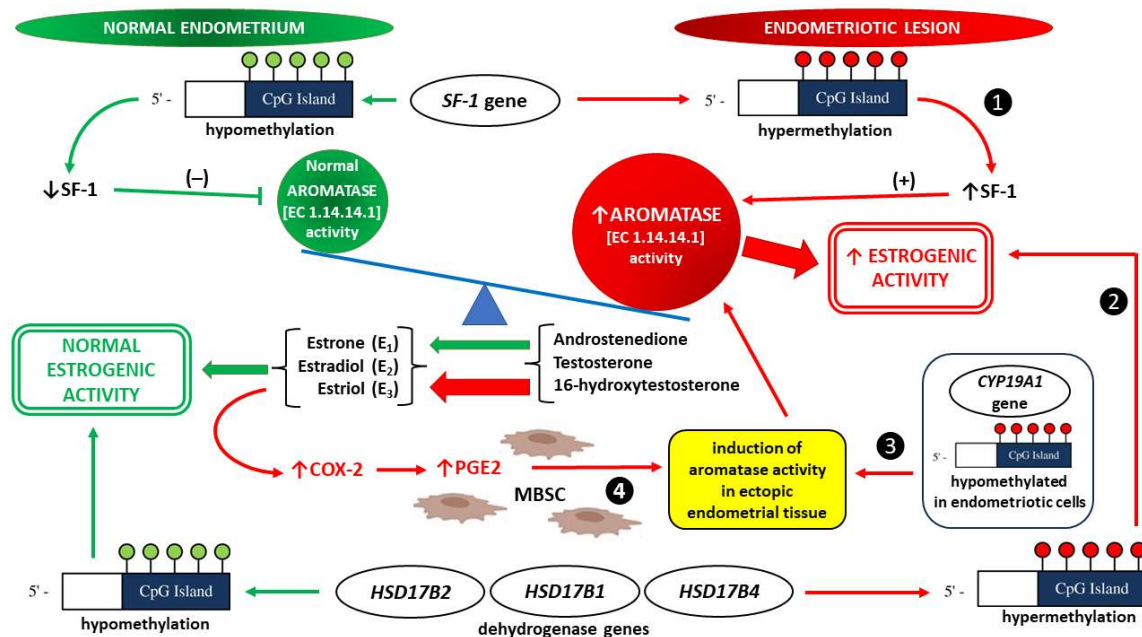 NORMAL ENDOMETRIUM
ENDOMETRIOTIC LESION
5' -
CpG Island
hypomethylation
SF-1 gene
5' -
CpG Island
hypermethylation
1
↓SF-1
(–)
Normal
AROMATASE
[EC 1.14.14.1]
activity
↑AROMATASE
[EC 1.14.14.1]
activity
(+)
↑SF-1
↑ ESTROGENIC
ACTIVITY
2
NORMAL
ESTROGENIC
ACTIVITY
Estrone (E1)
Estradiol (E2)
Estriol (E3)
Androstenedione
Testosterone
16-hydroxytestosterone
CYP19A1
gene
5' -
CpG Island
hypomethylated
in endometriotic cells
3
↑COX-2
↑PGE2
MBSC
4
induction of
aromatase activity
in ectopic
endometrial tissue
5' -
CpG Island
hypomethylation
HSD17B2
HSD17B1
HSD17B4
dehydrogenase genes
5' -
CpG Island
hypermethylation